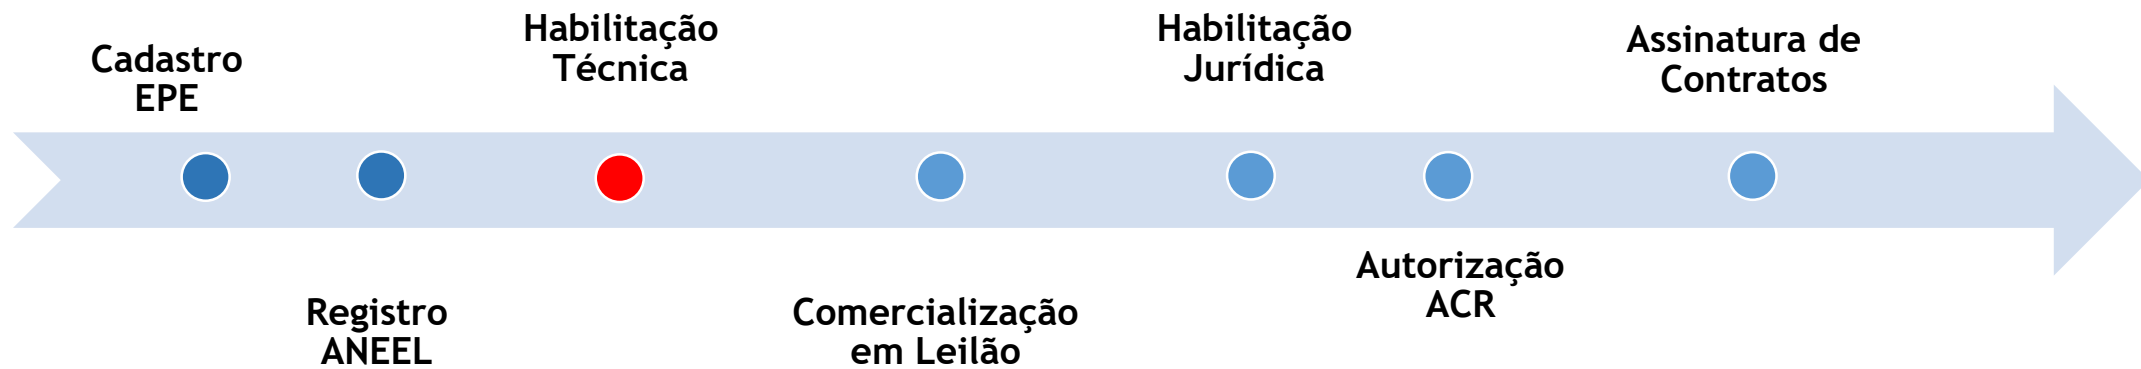 Cadastro
EPE
Registro
ANEEL
Habilitação
Técnica
Comercialização
em Leilão
Habilitação
Jurídica
Autorização
ACR
Assinatura de
Contratos